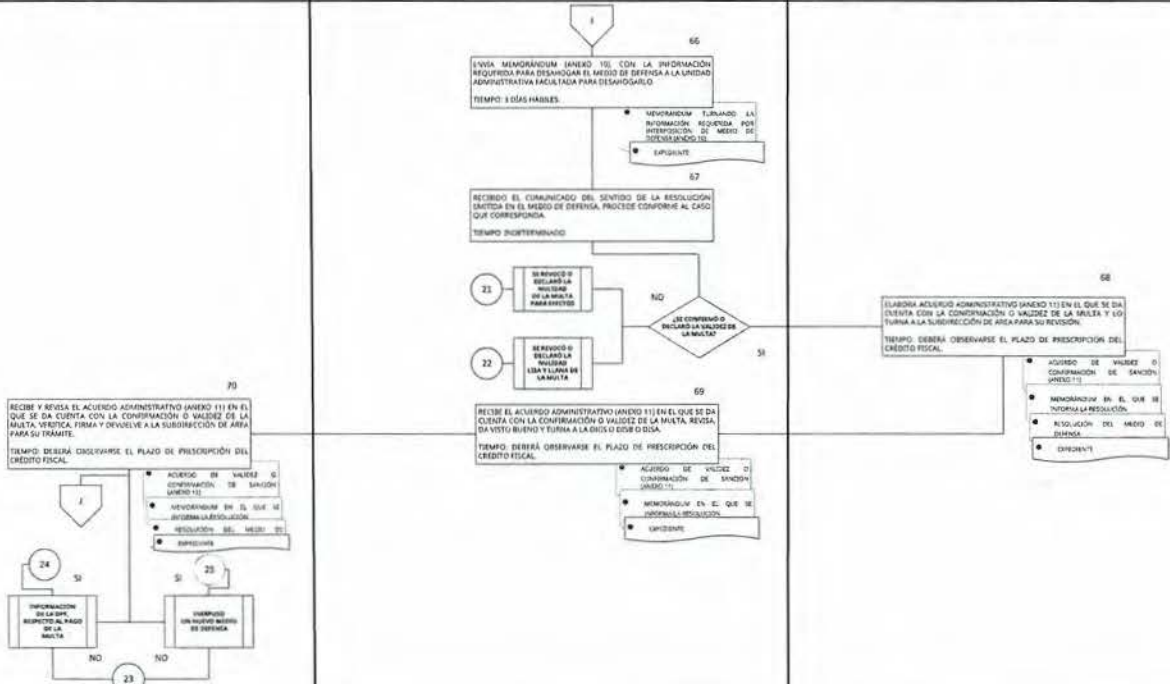 66
ENVÍA MEMORÁNDUM (ANEXO 10), CON LA INFORMACIÓN
REQUERIDA PARA DESAHOGAR EL MEDIO DE DEFENSA A LA UNIDAD
ADMINISTRATIVA FACULTADA PARA DESAHOGARLO.
TIEMPO: 3 DÍAS HÁBILES.
MEMORÁNDUM TURNANDO LA
INFORMACIÓN REQUERIDA POR
INTERPOSICIÓN DE MEDIO DE
DEFENSA (ANEXO 10)
EXPEDIENTE
67
RECIBIDO EL COMUNICADO DEL SENTIDO DE LA RESOLUCIÓN
EMITIDA EN EL MEDIO DE DEFENSA, PROCEDE CONFORME AL CASO
QUE CORRESPONDA.
TIEMPO: INDETERMINADO.
21
SE REVOCÓ O
DECLARÓ LA
NULIDAD
DE LA MULTA
PARA EFECTOS
NO
¿SE CONFIRMÓ O
DECLARÓ LA VALIDEZ DE
LA MULTA?
SI
22
SE REVOCÓ O
DECLARÓ LA
NULIDAD
LISA Y LLANA DE
LA MULTA
68
ELABORA ACUERDO ADMINISTRATIVO (ANEXO 11) EN EL QUE SE DA
CUENTA CON LA CONFIRMACIÓN O VALIDEZ DE LA MULTA Y LO
TURNA A LA SUBDIRECCIÓN DE ÁREA PARA SU REVISIÓN.
TIEMPO: DEBERÁ OBSERVARSE EL PLAZO DE PRESCRIPCIÓN DEL
CRÉDITO FISCAL.
ACUERDO DE VALIDEZ O
CONFIRMACIÓN DE SANCIÓN
(ANEXO 11)
MEMORÁNDUM EN EL QUE SE
INFORMA LA RESOLUCIÓN
RESOLUCIÓN DEL MEDIO DE
DEFENSA
EXPEDIENTE
69
RECIBE EL ACUERDO ADMINISTRATIVO (ANEXO 11) EN EL QUE SE DA
CUENTA CON LA CONFIRMACIÓN O VALIDEZ DE LA MULTA, REVISA,
DA VISTO BUENO Y TURNA A LA DIOS O DISB O DISA.
TIEMPO: DEBERÁ OBSERVARSE EL PLAZO DE PRESCRIPCIÓN DEL
CRÉDITO FISCAL.
ACUERDO DE VALIDEZ O
CONFIRMACIÓN DE SANCIÓN
(ANEXO 11)
MEMORÁNDUM EN EL QUE SE
INFORMA LA RESOLUCIÓN
EXPEDIENTE
70
RECIBE Y REVISA EL ACUERDO ADMINISTRATIVO (ANEXO 11) EN EL
QUE SE DA CUENTA CON LA CONFIRMACIÓN O VALIDEZ DE LA
MULTA, VERIFICA, FIRMA Y DEVUELVE A LA SUBDIRECCIÓN DE ÁREA
PARA SU TRÁMITE.
TIEMPO: DEBERÁ OBSERVARSE EL PLAZO DE PRESCRIPCIÓN DEL
CRÉDITO FISCAL.
ACUERDO DE VALIDEZ O
CONFIRMACIÓN DE SANCIÓN
MEMORÁNDUM EN EL QUE SE
INFORMA LA RESOLUCIÓN
RESOLUCIÓN DEL MEDIO DE
EXPEDIENTE
24
SI
SI
25
INFORMACIÓN
DE LA DPF,
RESPECTO AL PAGO
DE LA
MULTA
INTERPUSO
UN NUEVO MEDIO
DE DEFENSA
NO
NO
23